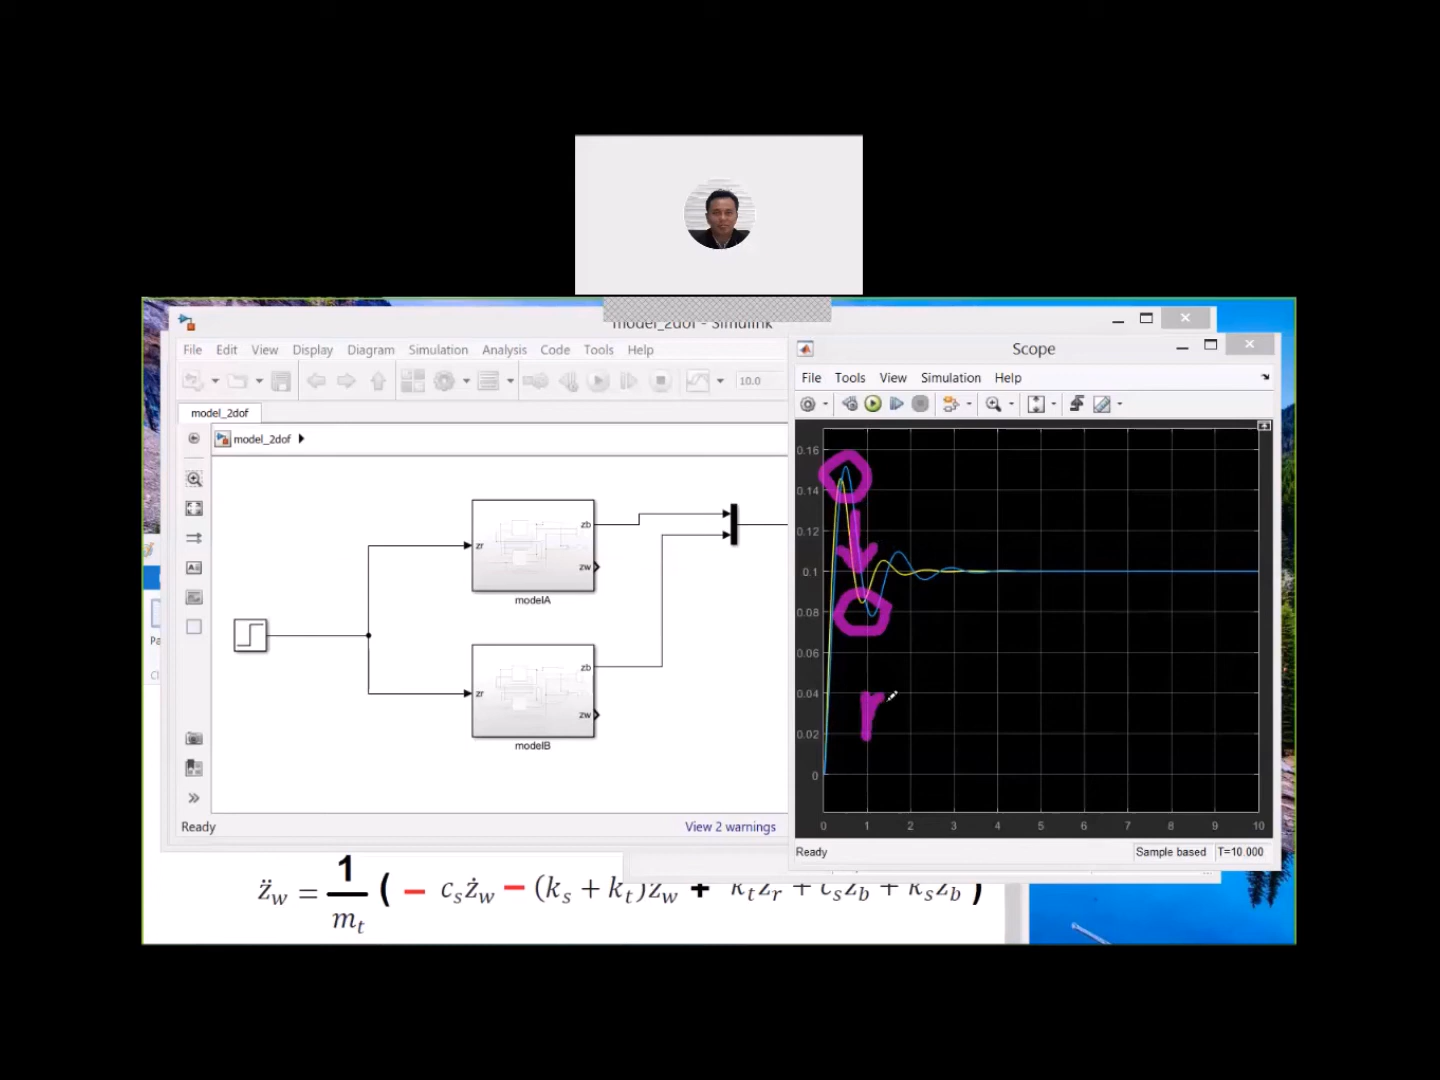 model_2dof - Simulink
File Edit View Display Diagram Simulation Analysis Code Tools Help
10.0
model_2dof
model_2dof
zr
zb
zw
modelA
zr
zb
zw
modelB
Ready
View 2 warnings
Scope
File Tools View Simulation Help
0.16
0.14
0.12
0.1
0.08
0.06
0.04
0.02
0
0 1 2 3 4 5 6 7 8 9 10
r
Ready
Sample based T=10.000
z̈w = 1/mt ( − csżw − (ks + kt)zw + ktzr + csżb + kszb )